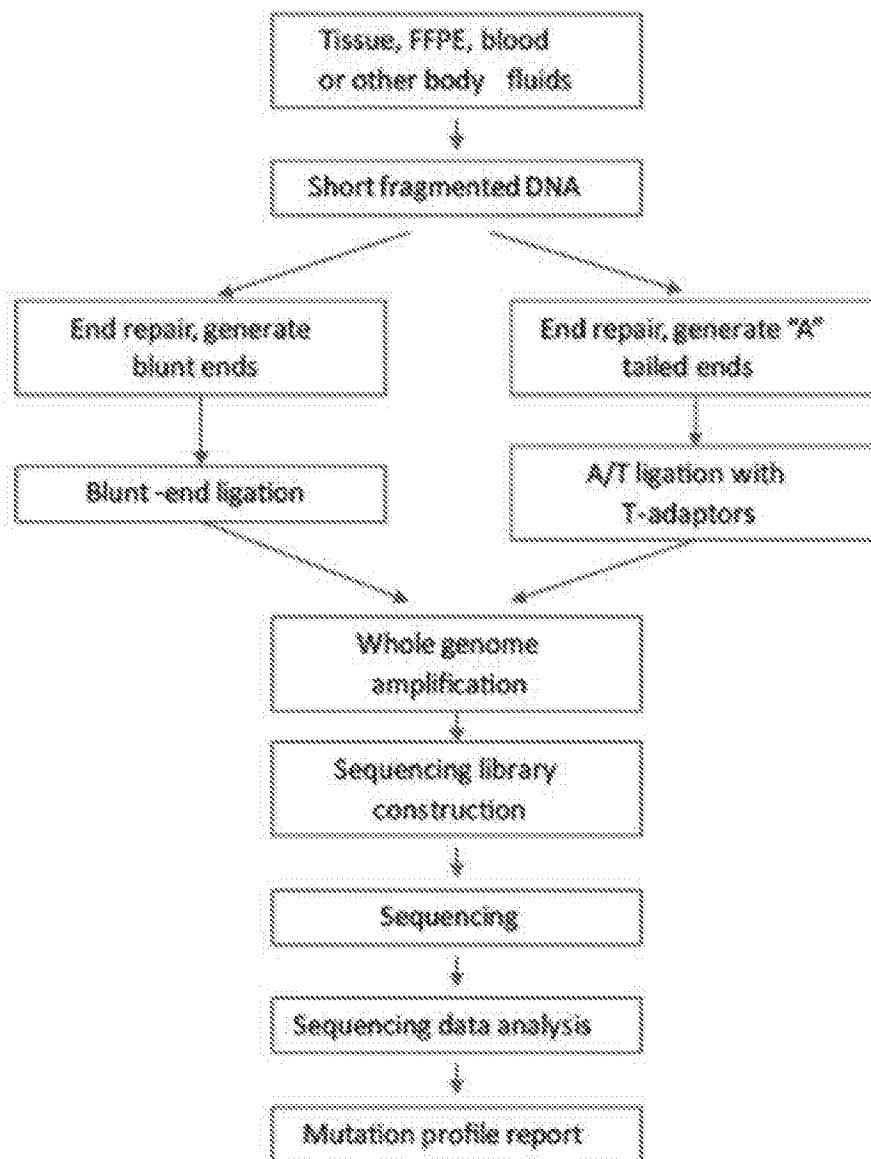 Tissue, FFPE, blood
or other body fluids
Short fragmented DNA
End repair, generate
blunt ends
End repair, generate "A"
tailed ends
Blunt -end ligation
A/T ligation with
T-adaptors
Whole genome
amplification
Sequencing library
construction
Sequencing
Sequencing data analysis
Mutation profile report